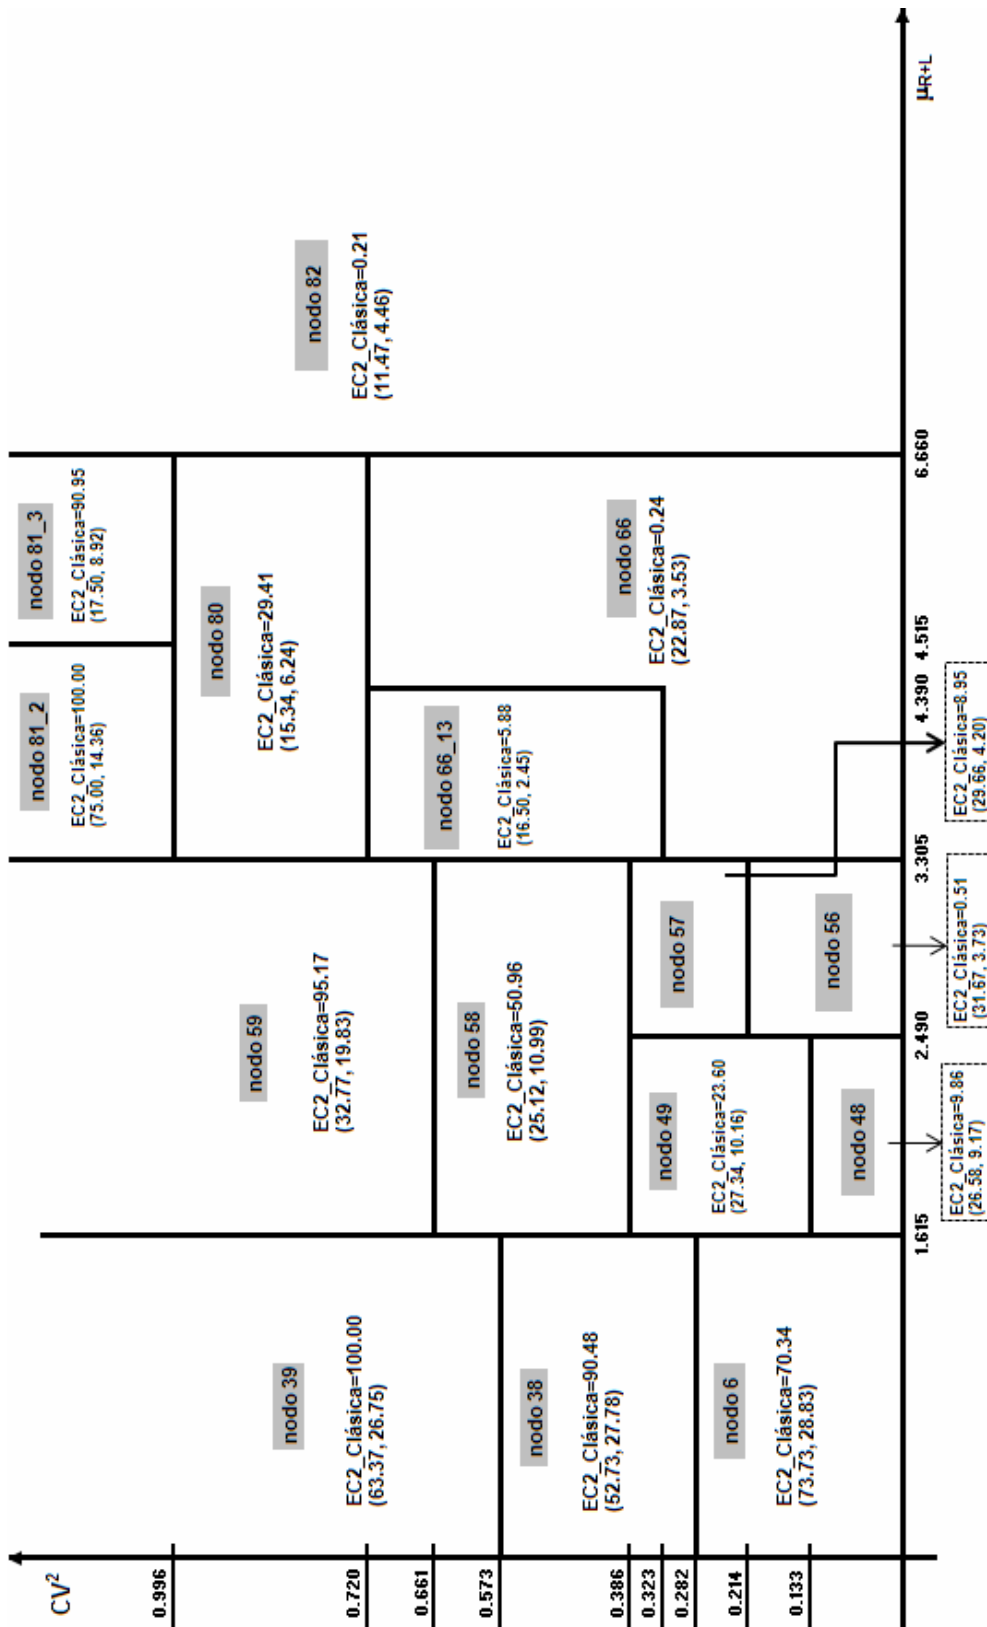 CV²
0.996
0.720
0.661
0.573
0.386
0.323
0.282
0.214
0.133
nodo 39
EC2_Clásica=100.00
(63.37, 26.75)
nodo 38
EC2_Clásica=90.48
(52.73, 27.78)
nodo 6
EC2_Clásica=70.34
(73.73, 28.83)
nodo 59
EC2_Clásica=95.17
(32.77, 19.83)
nodo 58
EC2_Clásica=50.96
(25.12, 10.99)
nodo 49
EC2_Clásica=23.60
(27.34, 10.16)
nodo 48
nodo 57
nodo 56
nodo 81_2
EC2_Clásica=100.00
(75.00, 14.36)
nodo 81_3
EC2_Clásica=90.95
(17.50, 8.92)
nodo 80
EC2_Clásica=29.41
(15.34, 6.24)
nodo 66_13
EC2_Clásica=5.88
(16.50, 2.45)
nodo 66
EC2_Clásica=0.24
(22.87, 3.53)
nodo 82
EC2_Clásica=0.21
(11.47, 4.46)
1.615
2.490
3.305
4.390
4.515
6.660
μR+L
EC2_Clásica=9.86
(26.58, 9.17)
EC2_Clásica=0.51
(31.67, 3.73)
EC2_Clásica=8.95
(29.66, 4.20)